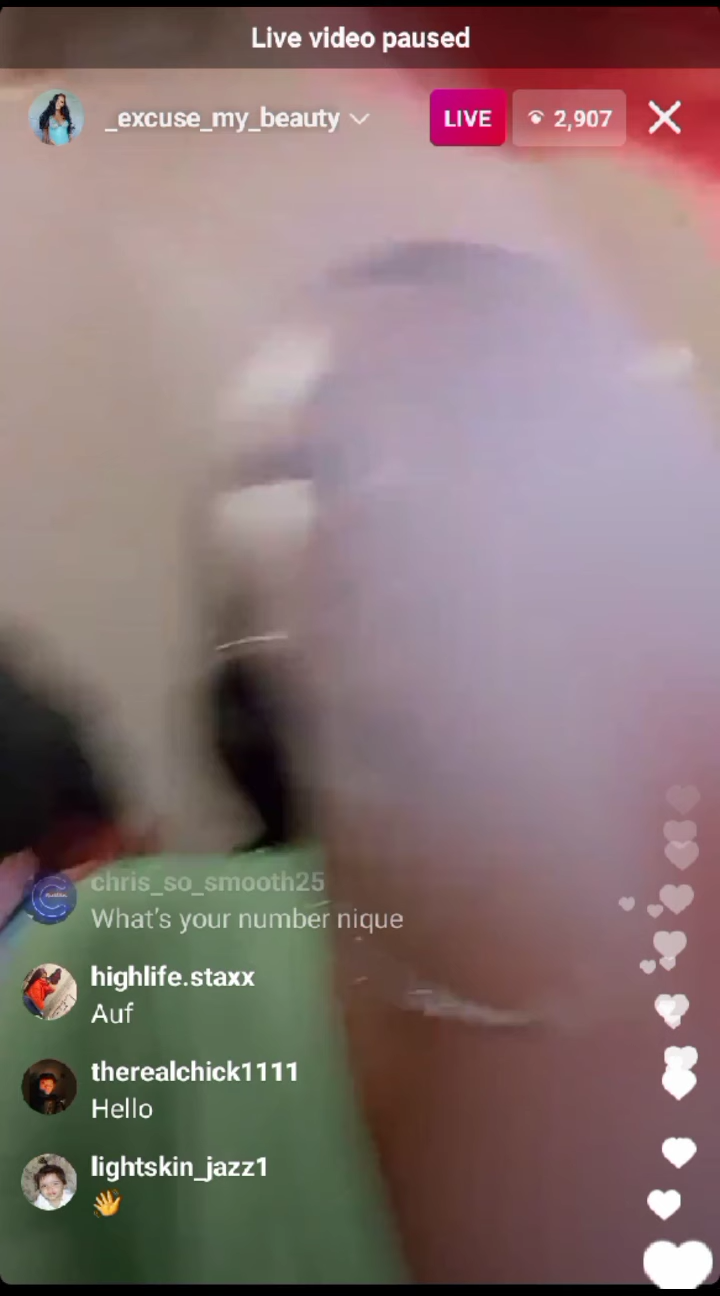 Live video paused
_excuse_my_beauty
LIVE
2,907
chris_so_smooth25
What's your number nique
highlife.staxx
Auf
therealchick1111
Hello
lightskin_jazz1
👋